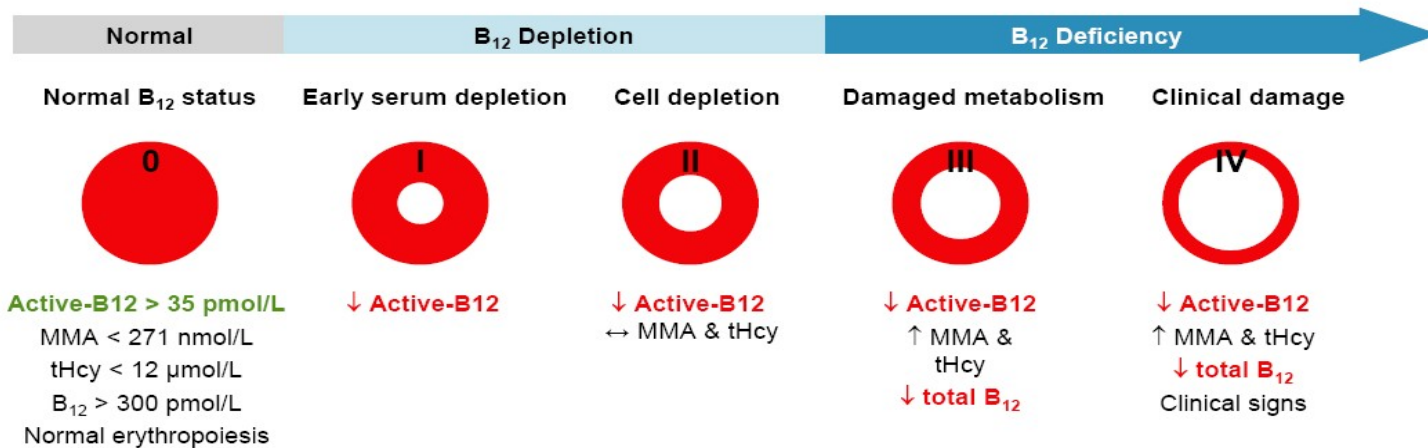 Normal
B₁₂ Depletion
B₁₂ Deficiency
Normal B₁₂ status
Early serum depletion
Cell depletion
Damaged metabolism
Clinical damage
0
I
II
III
IV
Active-B12 > 35 pmol/L
MMA < 271 nmol/L
tHcy < 12 µmol/L
B₁₂ > 300 pmol/L
Normal erythropoiesis
↓ Active-B12
↓ Active-B12
↔ MMA & tHcy
↓ Active-B12
↑ MMA &
tHcy
↓ total B₁₂
↓ Active-B12
↑ MMA & tHcy
↓ total B₁₂
Clinical signs